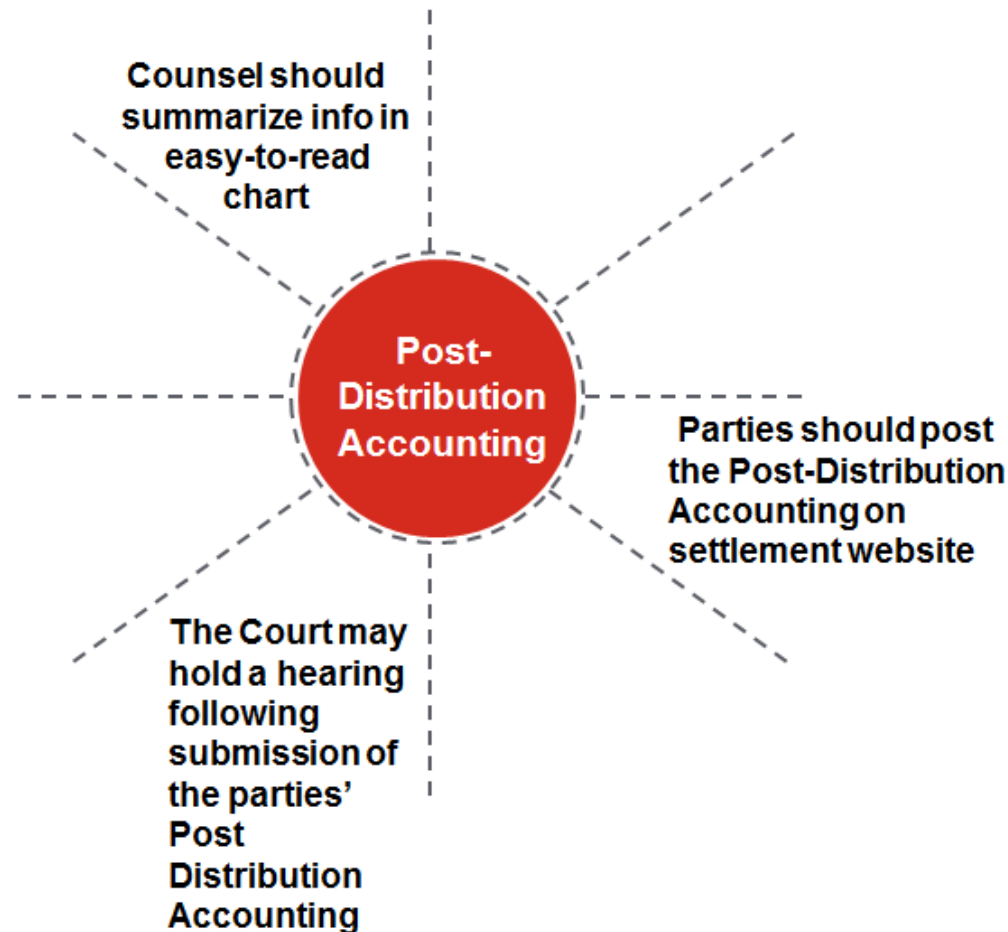 Counsel should
summarize info in
easy-to-read
chart
Post-
Distribution
Accounting
Parties should post
the Post-Distribution
Accounting on
settlement website
The Court may
hold a hearing
following
submission of
the parties’
Post
Distribution
Accounting